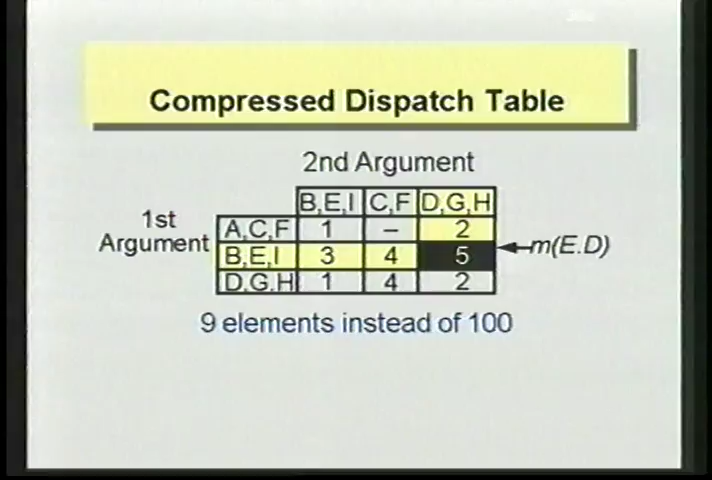 Compressed Dispatch Table
2nd Argument
1st
Argument
B,E,I C,F D,G,H
A,C,F 1 – 2
B,E,I 3 4 5
D,G,H 1 4 2
m(E.D)
9 elements instead of 100